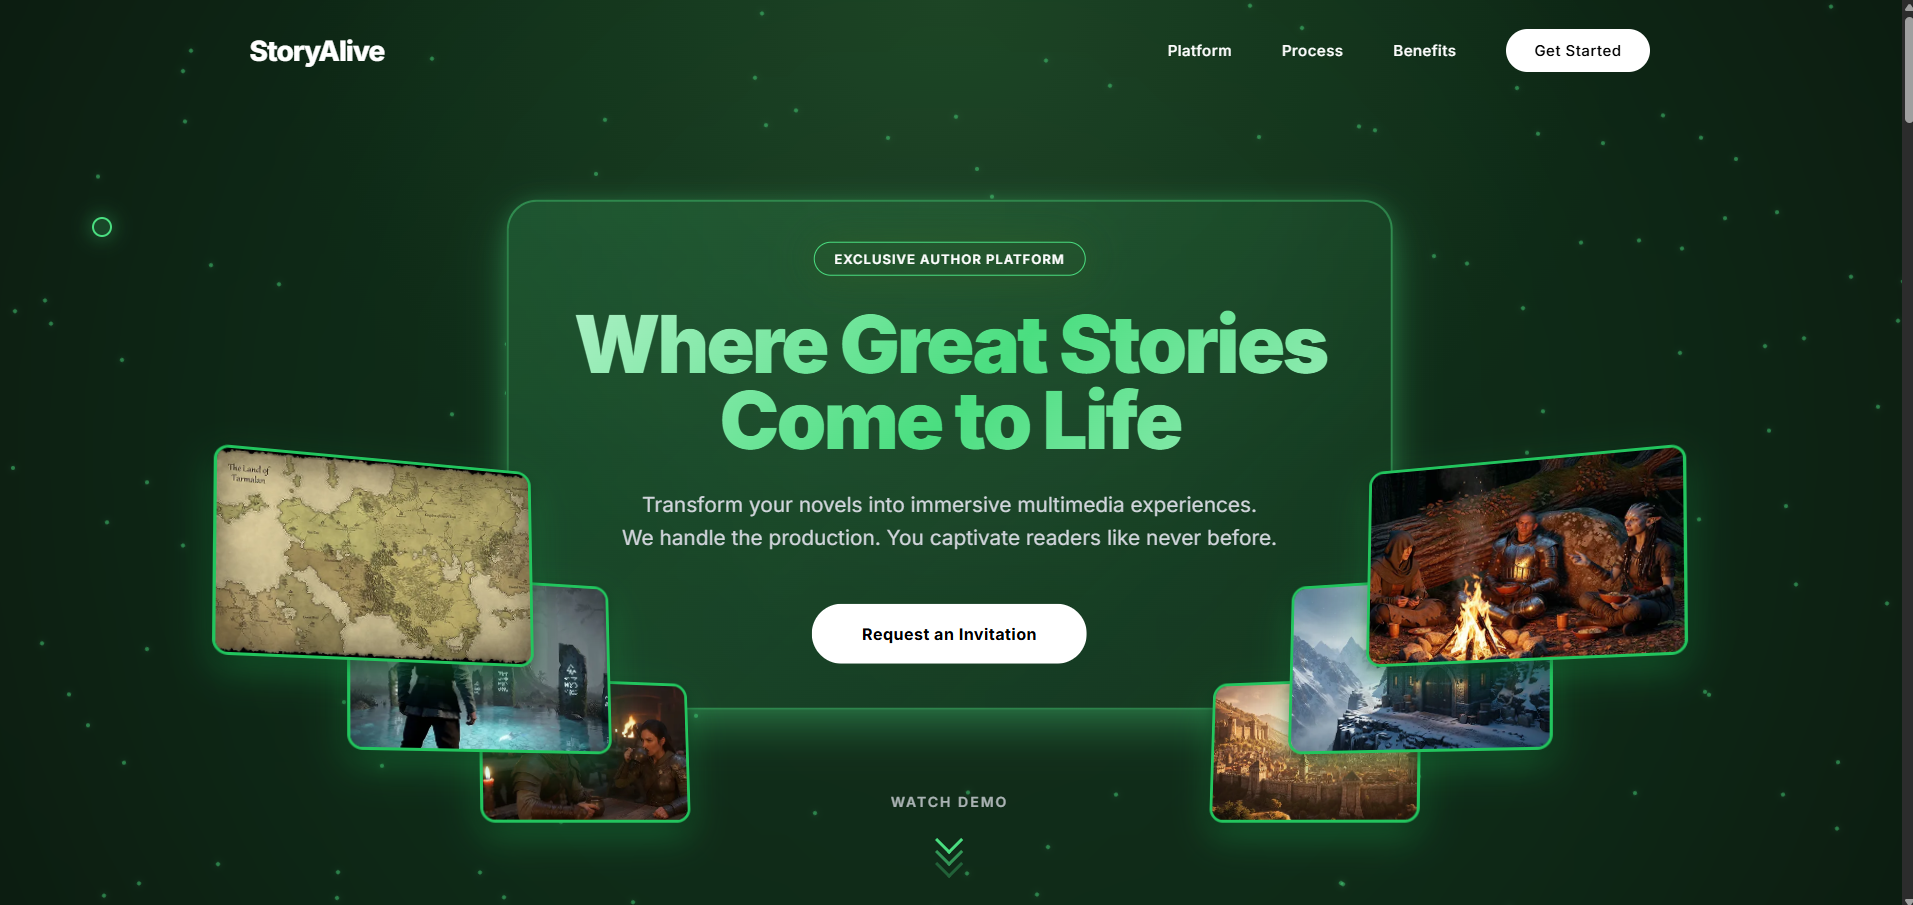 StoryAlive
Platform
Process
Benefits
Get Started
EXCLUSIVE AUTHOR PLATFORM
Where Great Stories
Come to Life
Transform your novels into immersive multimedia experiences.
We handle the production. You captivate readers like never before.
The Land of
Tarmalan
Request an Invitation
WATCH DEMO